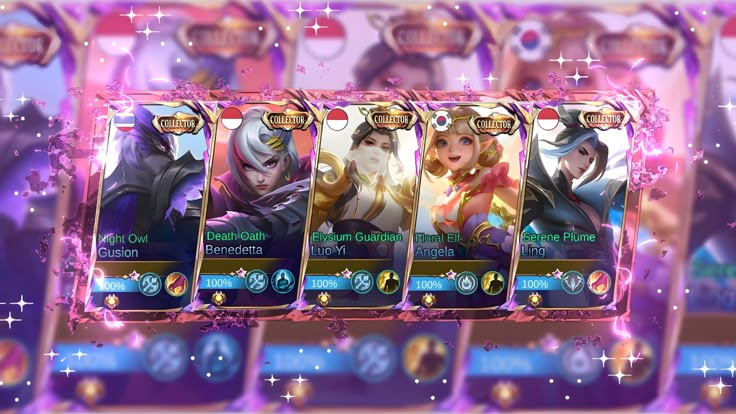 COLLECTOR
Night Owl
Gusion
100%
COLLECTOR
Death Oath
Benedetta
100%
COLLECTOR
Elysium Guardian
Luo Yi
100%
COLLECTOR
Floral Elf
Angela
100%
COLLECTOR
Serene Plume
Ling
100%